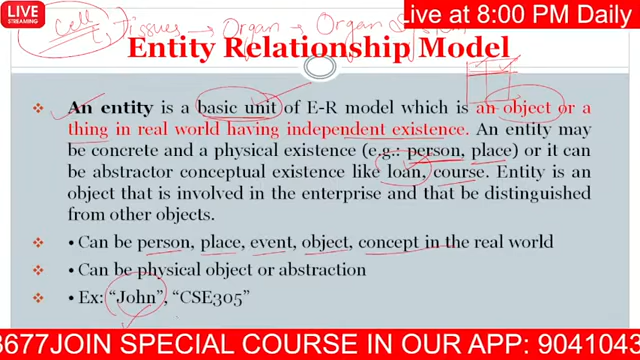 LIVE
STREAMING
Live at 8:00 PM Daily
cell Tissues → Organ → Organ System
Entity Relationship Model
An entity is a basic unit of E-R model which is an object or a
thing in real world having independent existence. An entity may
be concrete and a physical existence (e.g.: person, place) or it can
be abstractor conceptual existence like loan, course. Entity is an
object that is involved in the enterprise and that be distinguished
from other objects.
• Can be person, place, event, object, concept in the real world
• Can be physical object or abstraction
• Ex: “John”, “CSE305”
3677JOIN SPECIAL COURSE IN OUR APP: 9041043